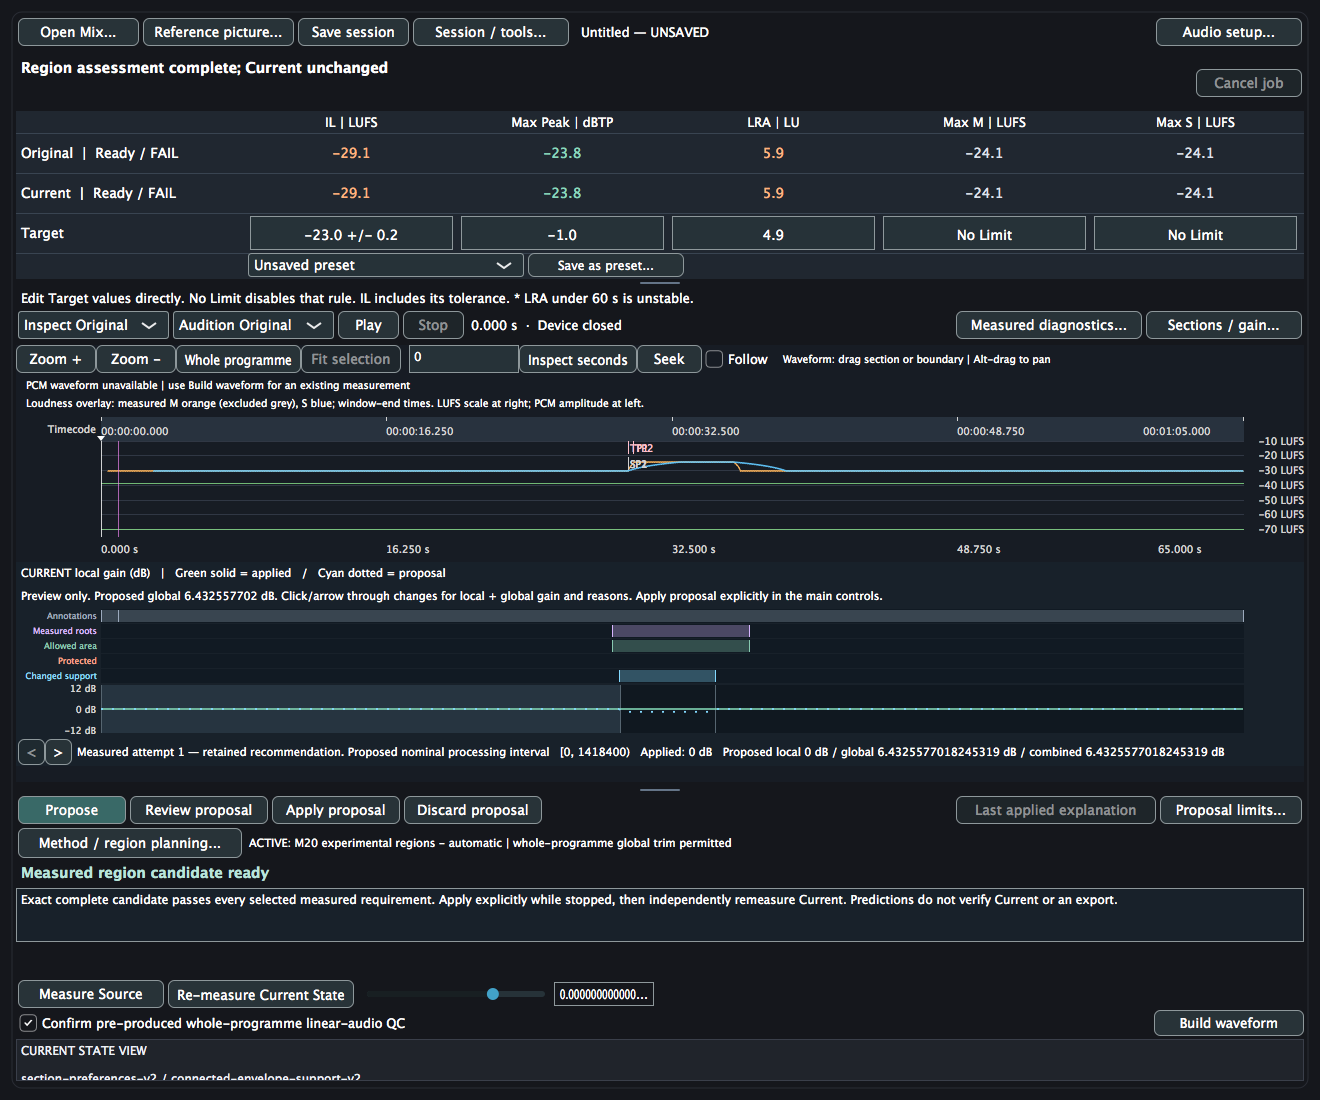 Open Mix... Reference picture... Save session Session / tools... Untitled — UNSAVED Audio setup...
Region assessment complete; Current unchanged
Cancel job
IL | LUFS Max Peak | dBTP LRA | LU Max M | LUFS Max S | LUFS
Original | Ready / FAIL −29.1 −23.8 5.9 −24.1 −24.1
Current | Ready / FAIL −29.1 −23.8 5.9 −24.1 −24.1
Target −23.0 +/− 0.2 −1.0 4.9 No Limit No Limit
Unsaved preset Save as preset...
Edit Target values directly. No Limit disables that rule. IL includes its tolerance. * LRA under 60 s is unstable.
Inspect Original Audition Original Play Stop 0.000 s · Device closed Measured diagnostics... Sections / gain...
Zoom + Zoom − Whole programme Fit selection 0 Inspect seconds Seek Follow Waveform: drag section or boundary | Alt-drag to pan
PCM waveform unavailable | use Build waveform for an existing measurement
Loudness overlay: measured M orange (excluded grey), S blue; window-end times. LUFS scale at right; PCM amplitude at left.
Timecode 00:00:00.000 00:00:16.250 00:00:32.500 00:00:48.750 00:01:05.000
−10 LUFS
−20 LUFS
−30 LUFS
−40 LUFS
−50 LUFS
−60 LUFS
−70 LUFS
0.000 s 16.250 s 32.500 s 48.750 s 65.000 s
CURRENT local gain (dB) | Green solid = applied / Cyan dotted = proposal
Preview only. Proposed global 6.432557702 dB. Click/arrow through changes for local + global gain and reasons. Apply proposal explicitly in the main controls.
Annotations
Measured roots
Allowed area
Protected
Changed support
12 dB
0 dB
−12 dB
< > Measured attempt 1 — retained recommendation. Proposed nominal processing interval [0, 1418400) Applied: 0 dB Proposed local 0 dB / global 6.4325577018245319 dB / combined 6.4325577018245319 dB
Propose Review proposal Apply proposal Discard proposal Last applied explanation Proposal limits...
Method / region planning... ACTIVE: M20 experimental regions – automatic | whole-programme global trim permitted
Measured region candidate ready
Exact complete candidate passes every selected measured requirement. Apply explicitly while stopped, then independently remeasure Current. Predictions do not verify Current or an export.
Measure Source Re-measure Current State 0.000000000000...
Confirm pre-produced whole-programme linear-audio QC Build waveform
CURRENT STATE VIEW
section-preferences-v2 / connected-envelope-support-v2